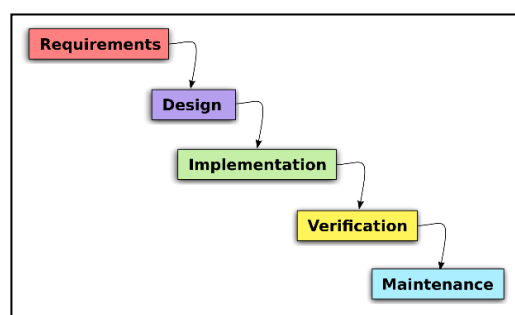 Requirements
Design
Implementation
Verification
Maintenance